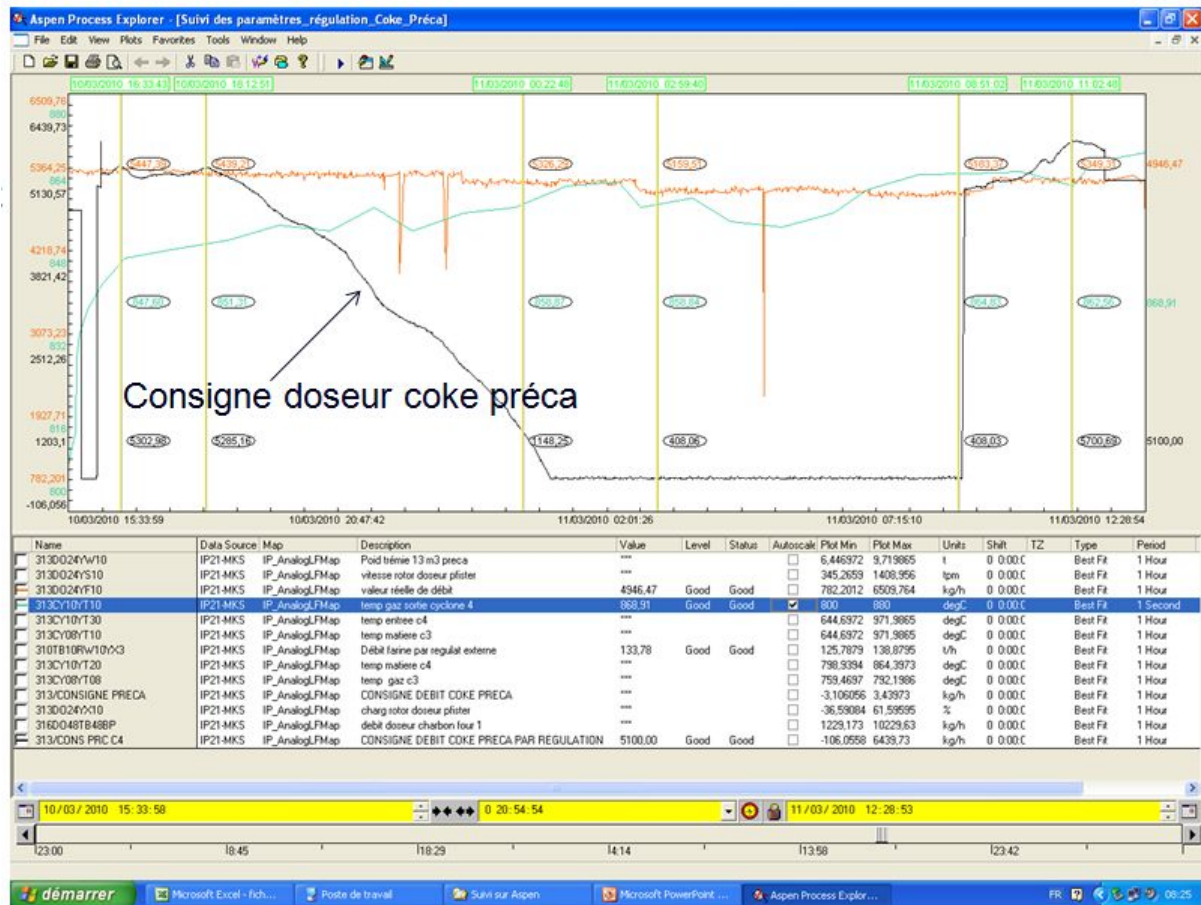 Aspen Process Explorer - [Suivi des paramètres_régulation_Coke_Préca]
File Edit View Plots Favorites Tools Window Help
10/03/2010 16:33:43 10/03/2010 18:12:51 11/03/2010 00:22:48 11/03/2010 02:59:40 11/03/2010 08:51:02 11/03/2010 11:02:48
6509,76
880
6439,73
5364,25 5447,39 5439,21 5326,29 5159,51 5183,37 5349,31 4946,47
864
5130,57
4218,74
848
3821,42
847,60 851,31 858,87 858,84 864,83 862,56 868,91
3073,23
832
2512,26
Consigne doseur coke préca
1927,71
816
1203,1 5302,98 5285,16 1148,25 408,06 408,03 5700,69 5100,00
782,201
800
-106,056
10/03/2010 15:33:59 10/03/2010 20:47:42 11/03/2010 02:01:26 11/03/2010 07:15:10 11/03/2010 12:28:54
Name Data Source Map Description Value Level Status Autoscale Plot Min Plot Max Units Shift TZ Type Period
313DO24YW10 IP21-MKS IP_AnalogLFMap Poid trémie 13 m3 preca *** 6,446972 9,719865 t 0 0:00:0 Best Fit 1 Hour
313DO24YS10 IP21-MKS IP_AnalogLFMap vitesse rotor doseur pfister *** 345,2659 1408,956 tpm 0 0:00:0 Best Fit 1 Hour
313DO24YF10 IP21-MKS IP_AnalogLFMap valeur réelle de débit 4946,47 Good Good 782,2012 6509,764 kg/h 0 0:00:0 Best Fit 1 Hour
313CY10YT10 IP21-MKS IP_AnalogLFMap temp gaz sortie cyclone 4 868,91 Good Good 800 880 degC 0 0:00:0 Best Fit 1 Second
313CY10YT30 IP21-MKS IP_AnalogLFMap temp entree c4 *** 644,6972 971,9865 degC 0 0:00:0 Best Fit 1 Hour
313CY08YT10 IP21-MKS IP_AnalogLFMap temp matiere c3 *** 644,6972 971,9865 degC 0 0:00:0 Best Fit 1 Hour
310TB10RW10YX3 IP21-MKS IP_AnalogLFMap Débit farine par regulat externe 133,78 Good Good 125,7879 138,8795 t/h 0 0:00:0 Best Fit 1 Hour
313CY10YT20 IP21-MKS IP_AnalogLFMap temp matiere c4 *** 798,9394 864,3973 degC 0 0:00:0 Best Fit 1 Hour
313CY08YT08 IP21-MKS IP_AnalogLFMap temp gaz c3 *** 759,4697 792,1986 degC 0 0:00:0 Best Fit 1 Hour
313/CONSIGNE PRECA IP21-MKS IP_AnalogLFMap CONSIGNE DEBIT COKE PRECA *** -3,106056 3,43973 kg/h 0 0:00:0 Best Fit 1 Hour
313DO24YX10 IP21-MKS IP_AnalogLFMap charg rotor doseur pfister *** -36,59084 61,59595 % 0 0:00:0 Best Fit 1 Hour
316DO48TB48BP IP21-MKS IP_AnalogLFMap debit doseur charbon four 1 *** 1229,173 10229,63 kg/h 0 0:00:0 Best Fit 1 Hour
313/CONS PRC C4 IP21-MKS IP_AnalogLFMap CONSIGNE DEBIT COKE PRECA PAR REGULATION 5100,00 Good Good -106,0558 6439,73 kg/h 0 0:00:0 Best Fit 1 Hour
10/03/2010 15:33:58 0 20:54:54 11/03/2010 12:28:53
23:00 8:45 18:29 4:14 13:58 23:42
démarrer Microsoft Excel - fich... Poste de travail Suivi sur Aspen Microsoft PowerPoint ... Aspen Process Explor... FR 08:25